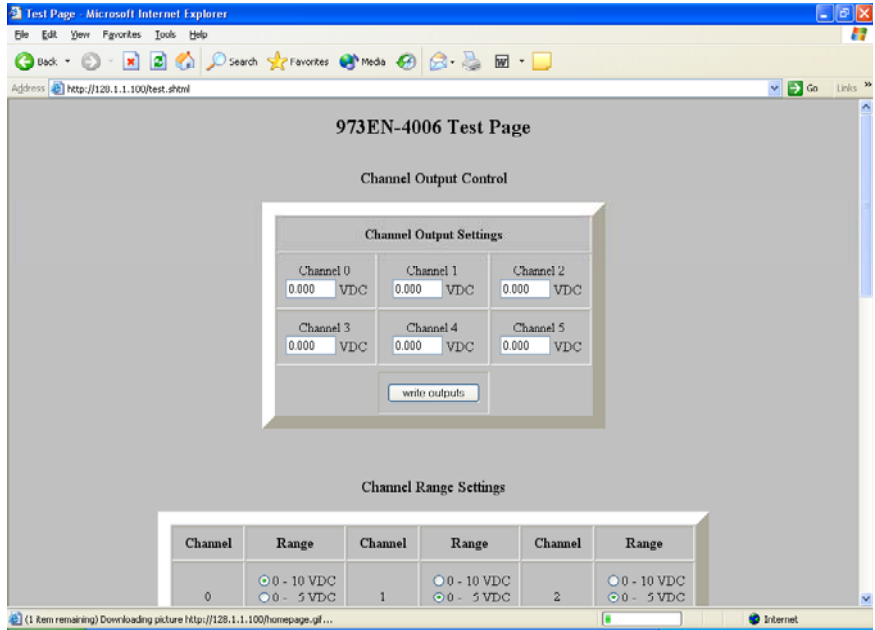 Test Page - Microsoft Internet Explorer
File Edit View Favorites Tools Help
Back Search Favorites Media
Address http://128.1.1.100/test.shtml Go Links »
973EN-4006 Test Page
Channel Output Control
Channel Output Settings
Channel 0 Channel 1 Channel 2
0.000 VDC 0.000 VDC 0.000 VDC
Channel 3 Channel 4 Channel 5
0.000 VDC 0.000 VDC 0.000 VDC
write outputs
Channel Range Settings
Channel Range Channel Range Channel Range
0 - 10 VDC 0 - 10 VDC 0 - 10 VDC
0 0 - 5 VDC 1 0 - 5 VDC 2 0 - 5 VDC
(1 item remaining) Downloading picture http://128.1.1.100/homepage.gif... Internet